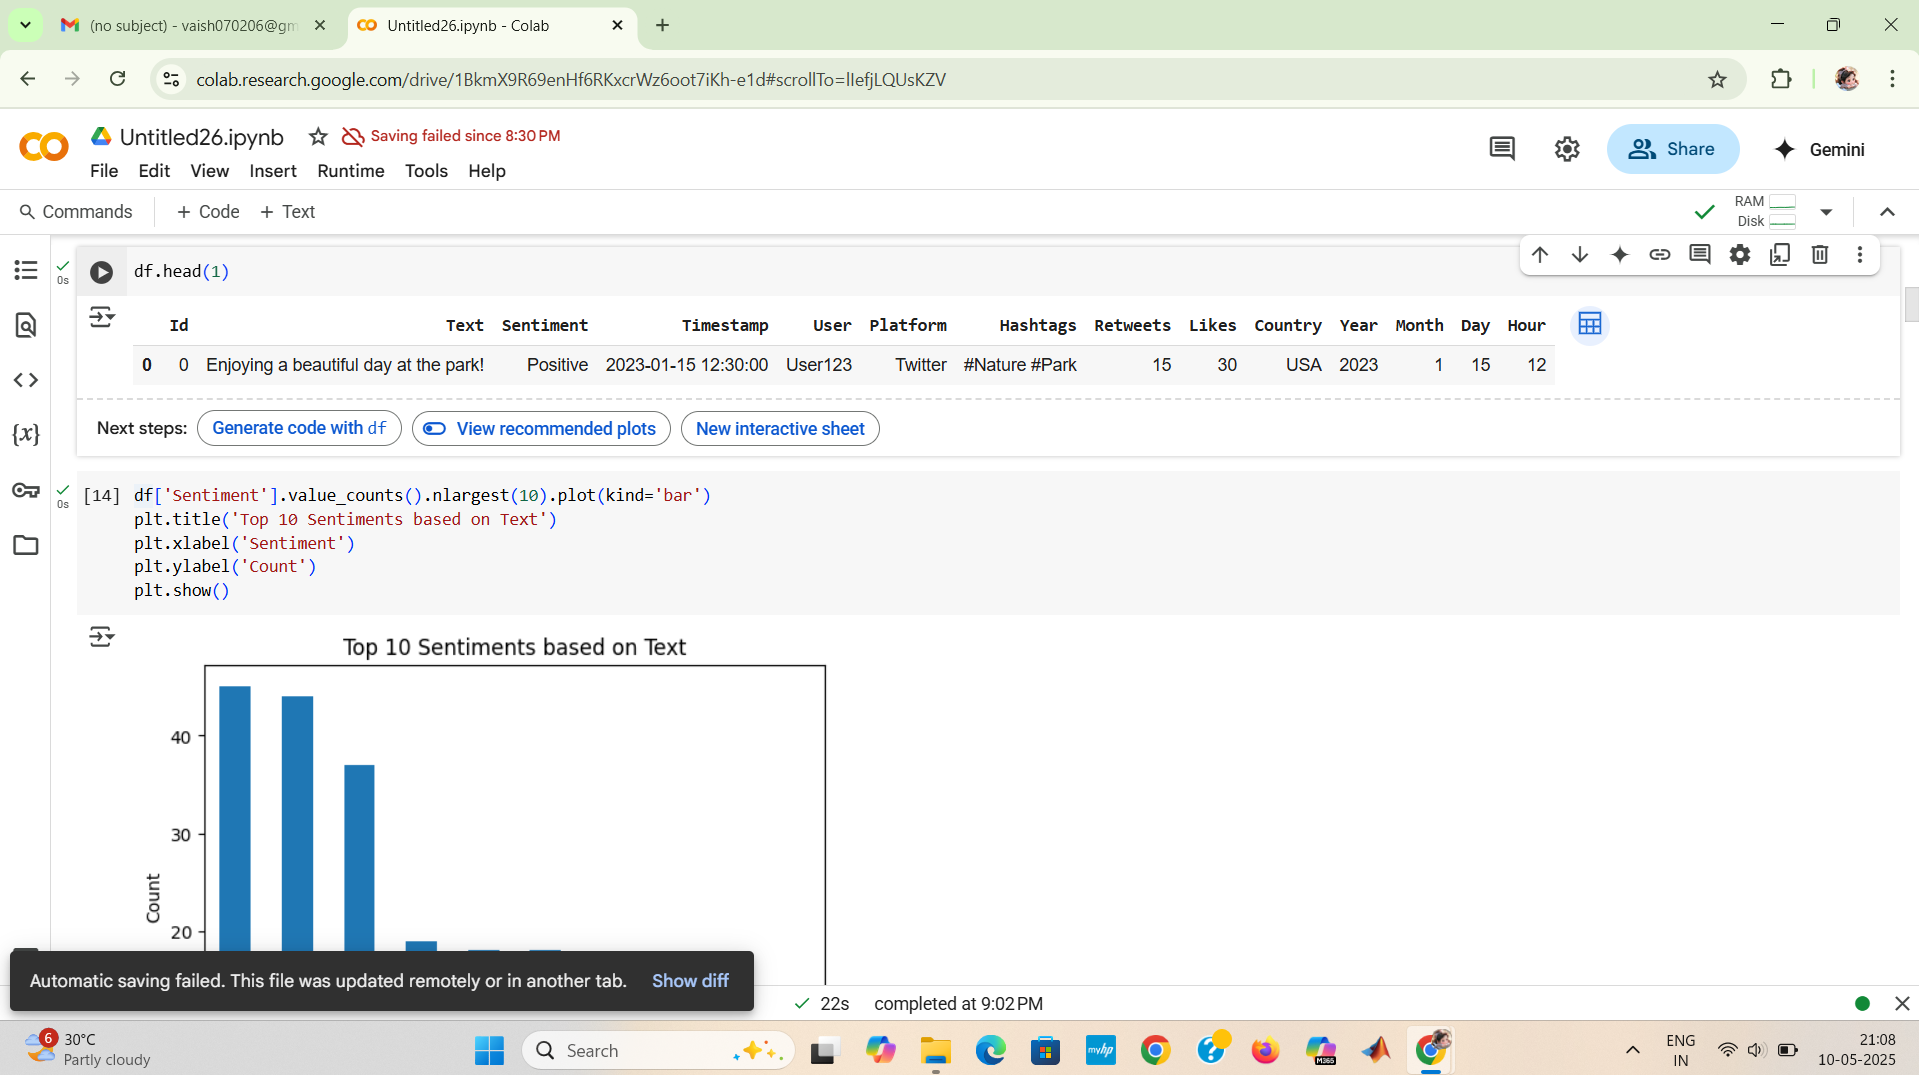 (no subject) - vaish070206@gm
Untitled26.ipynb - Colab
colab.research.google.com/drive/1BkmX9R69enHf6RKxcrWz6oot7iKh-e1d#scrollTo=lIefjLQUsKZV
Untitled26.ipynb
Saving failed since 8:30 PM
File Edit View Insert Runtime Tools Help
Share
Gemini
Commands + Code + Text
RAM
Disk
0s
df.head(1)
Id Text Sentiment Timestamp User Platform Hashtags Retweets Likes Country Year Month Day Hour
0 0 Enjoying a beautiful day at the park! Positive 2023-01-15 12:30:00 User123 Twitter #Nature #Park 15 30 USA 2023 1 15 12
Next steps: Generate code with df View recommended plots New interactive sheet
{x}
0s
[14] df['Sentiment'].value_counts().nlargest(10).plot(kind='bar')
plt.title('Top 10 Sentiments based on Text')
plt.xlabel('Sentiment')
plt.ylabel('Count')
plt.show()
Top 10 Sentiments based on Text
40
30
20
Count
Automatic saving failed. This file was updated remotely or in another tab. Show diff
22s completed at 9:02 PM
6
30°C
Partly cloudy
Search
myhp
M365
ENG
IN
21:08
10-05-2025